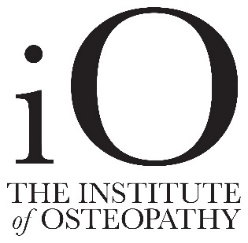 iO
THE INSTITUTE
of OSTEOPATHY